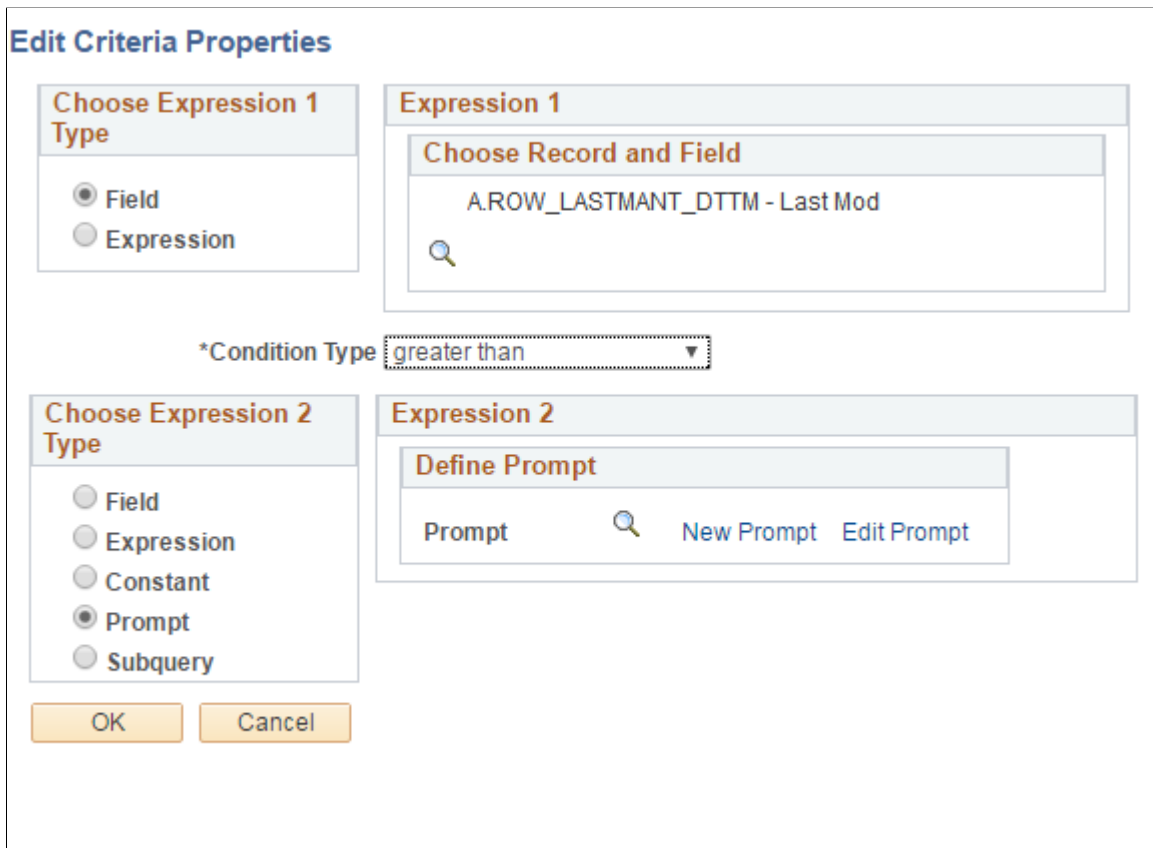 Edit Criteria Properties
Choose Expression 1
Type
Field
Expression
Expression 1
Choose Record and Field
A.ROW_LASTMANT_DTTM - Last Mod
*Condition Type greater than
Choose Expression 2
Type
Field
Expression
Constant
Prompt
Subquery
Expression 2
Define Prompt
Prompt New Prompt Edit Prompt
OK Cancel